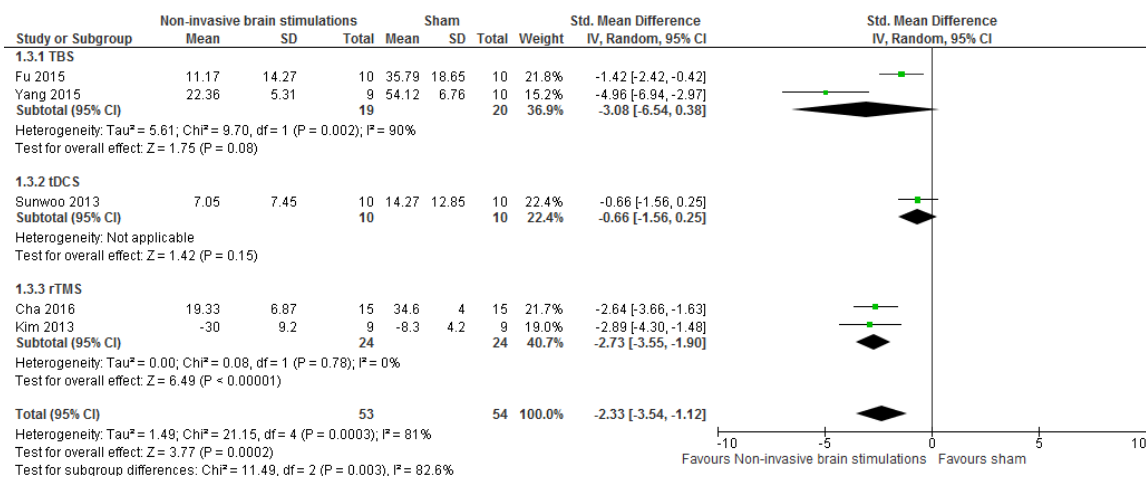 Non-invasive brain stimulations Sham Std. Mean Difference Std. Mean Difference
Study or Subgroup Mean SD Total Mean SD Total Weight IV, Random, 95% CI IV, Random, 95% CI
1.3.1 TBS
Fu 2015 11.17 14.27 10 35.79 18.65 10 21.8% -1.42 [-2.42, -0.42]
Yang 2015 22.36 5.31 9 54.12 6.76 10 15.2% -4.96 [-6.94, -2.97]
Subtotal (95% CI) 19 20 36.9% -3.08 [-6.54, 0.38]
Heterogeneity: Tau² = 5.61; Chi² = 9.70, df = 1 (P = 0.002); I² = 90%
Test for overall effect: Z = 1.75 (P = 0.08)
1.3.2 tDCS
Sunwoo 2013 7.05 7.45 10 14.27 12.85 10 22.4% -0.66 [-1.56, 0.25]
Subtotal (95% CI) 10 10 22.4% -0.66 [-1.56, 0.25]
Heterogeneity: Not applicable
Test for overall effect: Z = 1.42 (P = 0.15)
1.3.3 rTMS
Cha 2016 19.33 6.87 15 34.6 4 15 21.7% -2.64 [-3.66, -1.63]
Kim 2013 -30 9.2 9 -8.3 4.2 9 19.0% -2.89 [-4.30, -1.48]
Subtotal (95% CI) 24 24 40.7% -2.73 [-3.55, -1.90]
Heterogeneity: Tau² = 0.00; Chi² = 0.08, df = 1 (P = 0.78); I² = 0%
Test for overall effect: Z = 6.49 (P < 0.00001)
Total (95% CI) 53 54 100.0% -2.33 [-3.54, -1.12]
Heterogeneity: Tau² = 1.49; Chi² = 21.15, df = 4 (P = 0.0003); I² = 81%
Test for overall effect: Z = 3.77 (P = 0.0002)
Test for subgroup differences: Chi² = 11.49, df = 2 (P = 0.003), I² = 82.6%
-10 -5 0 5 10
Favours Non-invasive brain stimulations Favours sham